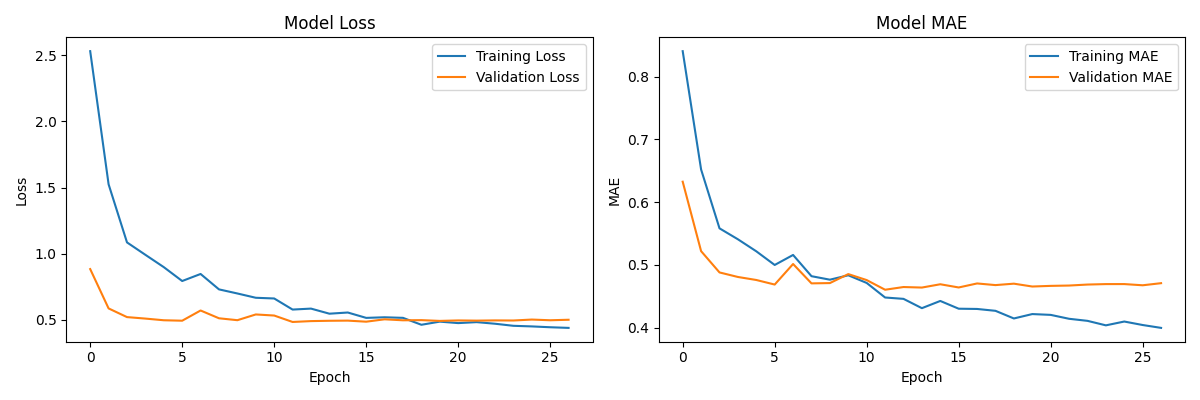 Model Loss
Training Loss
Validation Loss
2.5
2.0
1.5
1.0
0.5
Loss
0 5 10 15 20 25
Epoch
Model MAE
Training MAE
Validation MAE
0.8
0.7
0.6
0.5
0.4
MAE
0 5 10 15 20 25
Epoch